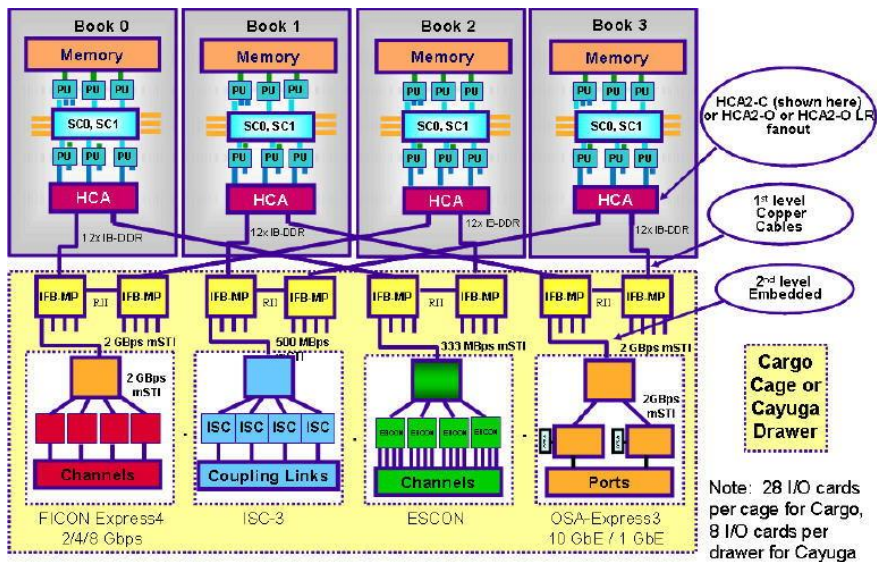 Book 0
Book 1
Book 2
Book 3
Memory
Memory
Memory
Memory
PU
PU
PU
PU
PU
PU
PU
PU
PU
PU
PU
PU
SC0, SC1
SC0, SC1
SC0, SC1
SC0, SC1
PU
PU
PU
PU
PU
PU
PU
PU
PU
PU
PU
PU
HCA
HCA
HCA
HCA
12x IB-DDR
12x IB-DDR
12x IB-DDR
12x IB-DDR
HCA2-C (shown here)
or HCA2-O or HCA2-O LR
fanout
1st level
Copper
Cables
2nd level
Embedded
IFB-MP
RII
IFB-MP
IFB-MP
RII
IFB-MP
IFB-MP
RII
IFB-MP
IFB-MP
RII
IFB-MP
2 GBps mSTI
500 MBps
mSTI
333 MBps mSTI
2 GBps mSTI
2 GBps
mSTI
2GBps
mSTI
ISC
ISC
ISC
ISC
ESCON
ESCON
ESCON
ESCON
Channels
Coupling Links
Channels
Ports
FICON Express4
2/4/8 Gbps
ISC-3
ESCON
OSA-Express3
10 GbE / 1 GbE
Cargo
Cage or
Cayuga
Drawer
Note: 28 I/O cards
per cage for Cargo,
8 I/O cards per
drawer for Cayuga